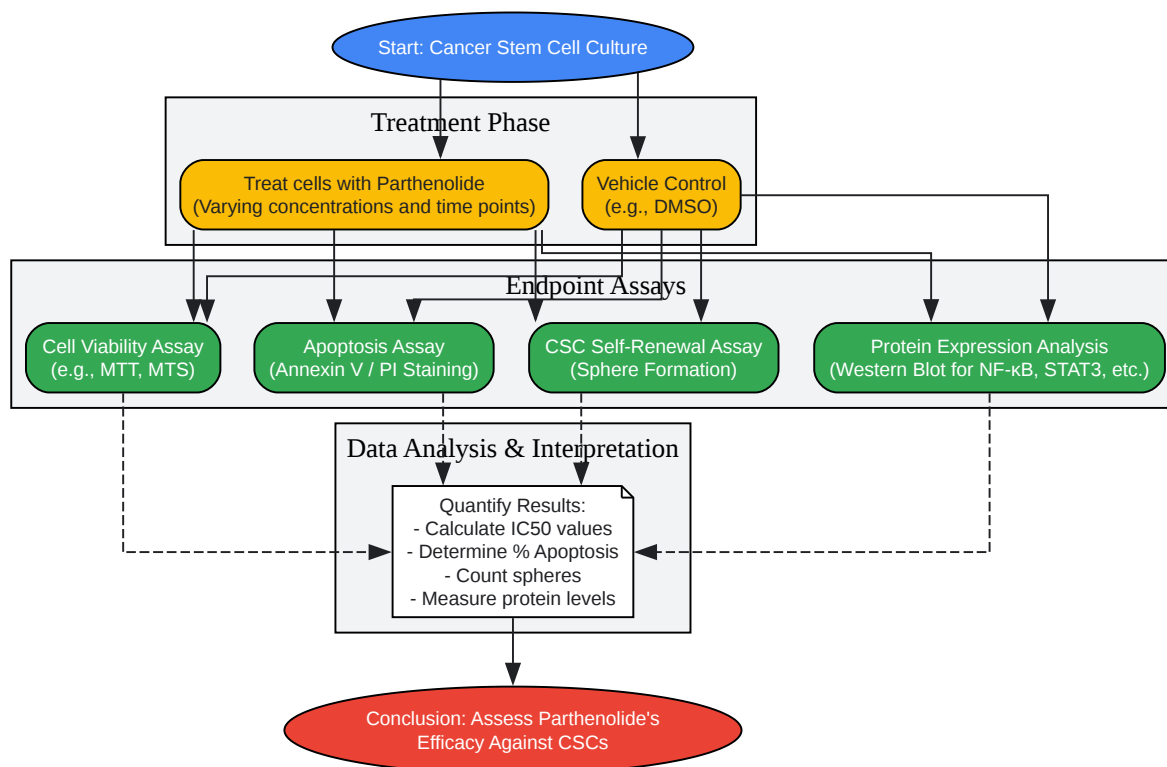 Start: Cancer Stem Cell Culture
Treatment Phase
Treat cells with Parthenolide
(Varying concentrations and time points)
Vehicle Control
(e.g., DMSO)
Endpoint Assays
Cell Viability Assay
(e.g., MTT, MTS)
Apoptosis Assay
(Annexin V / PI Staining)
CSC Self-Renewal Assay
(Sphere Formation)
Protein Expression Analysis
(Western Blot for NF-κB, STAT3, etc.)
Data Analysis & Interpretation
Quantify Results:
- Calculate IC50 values
- Determine % Apoptosis
- Count spheres
- Measure protein levels
Conclusion: Assess Parthenolide's
Efficacy Against CSCs